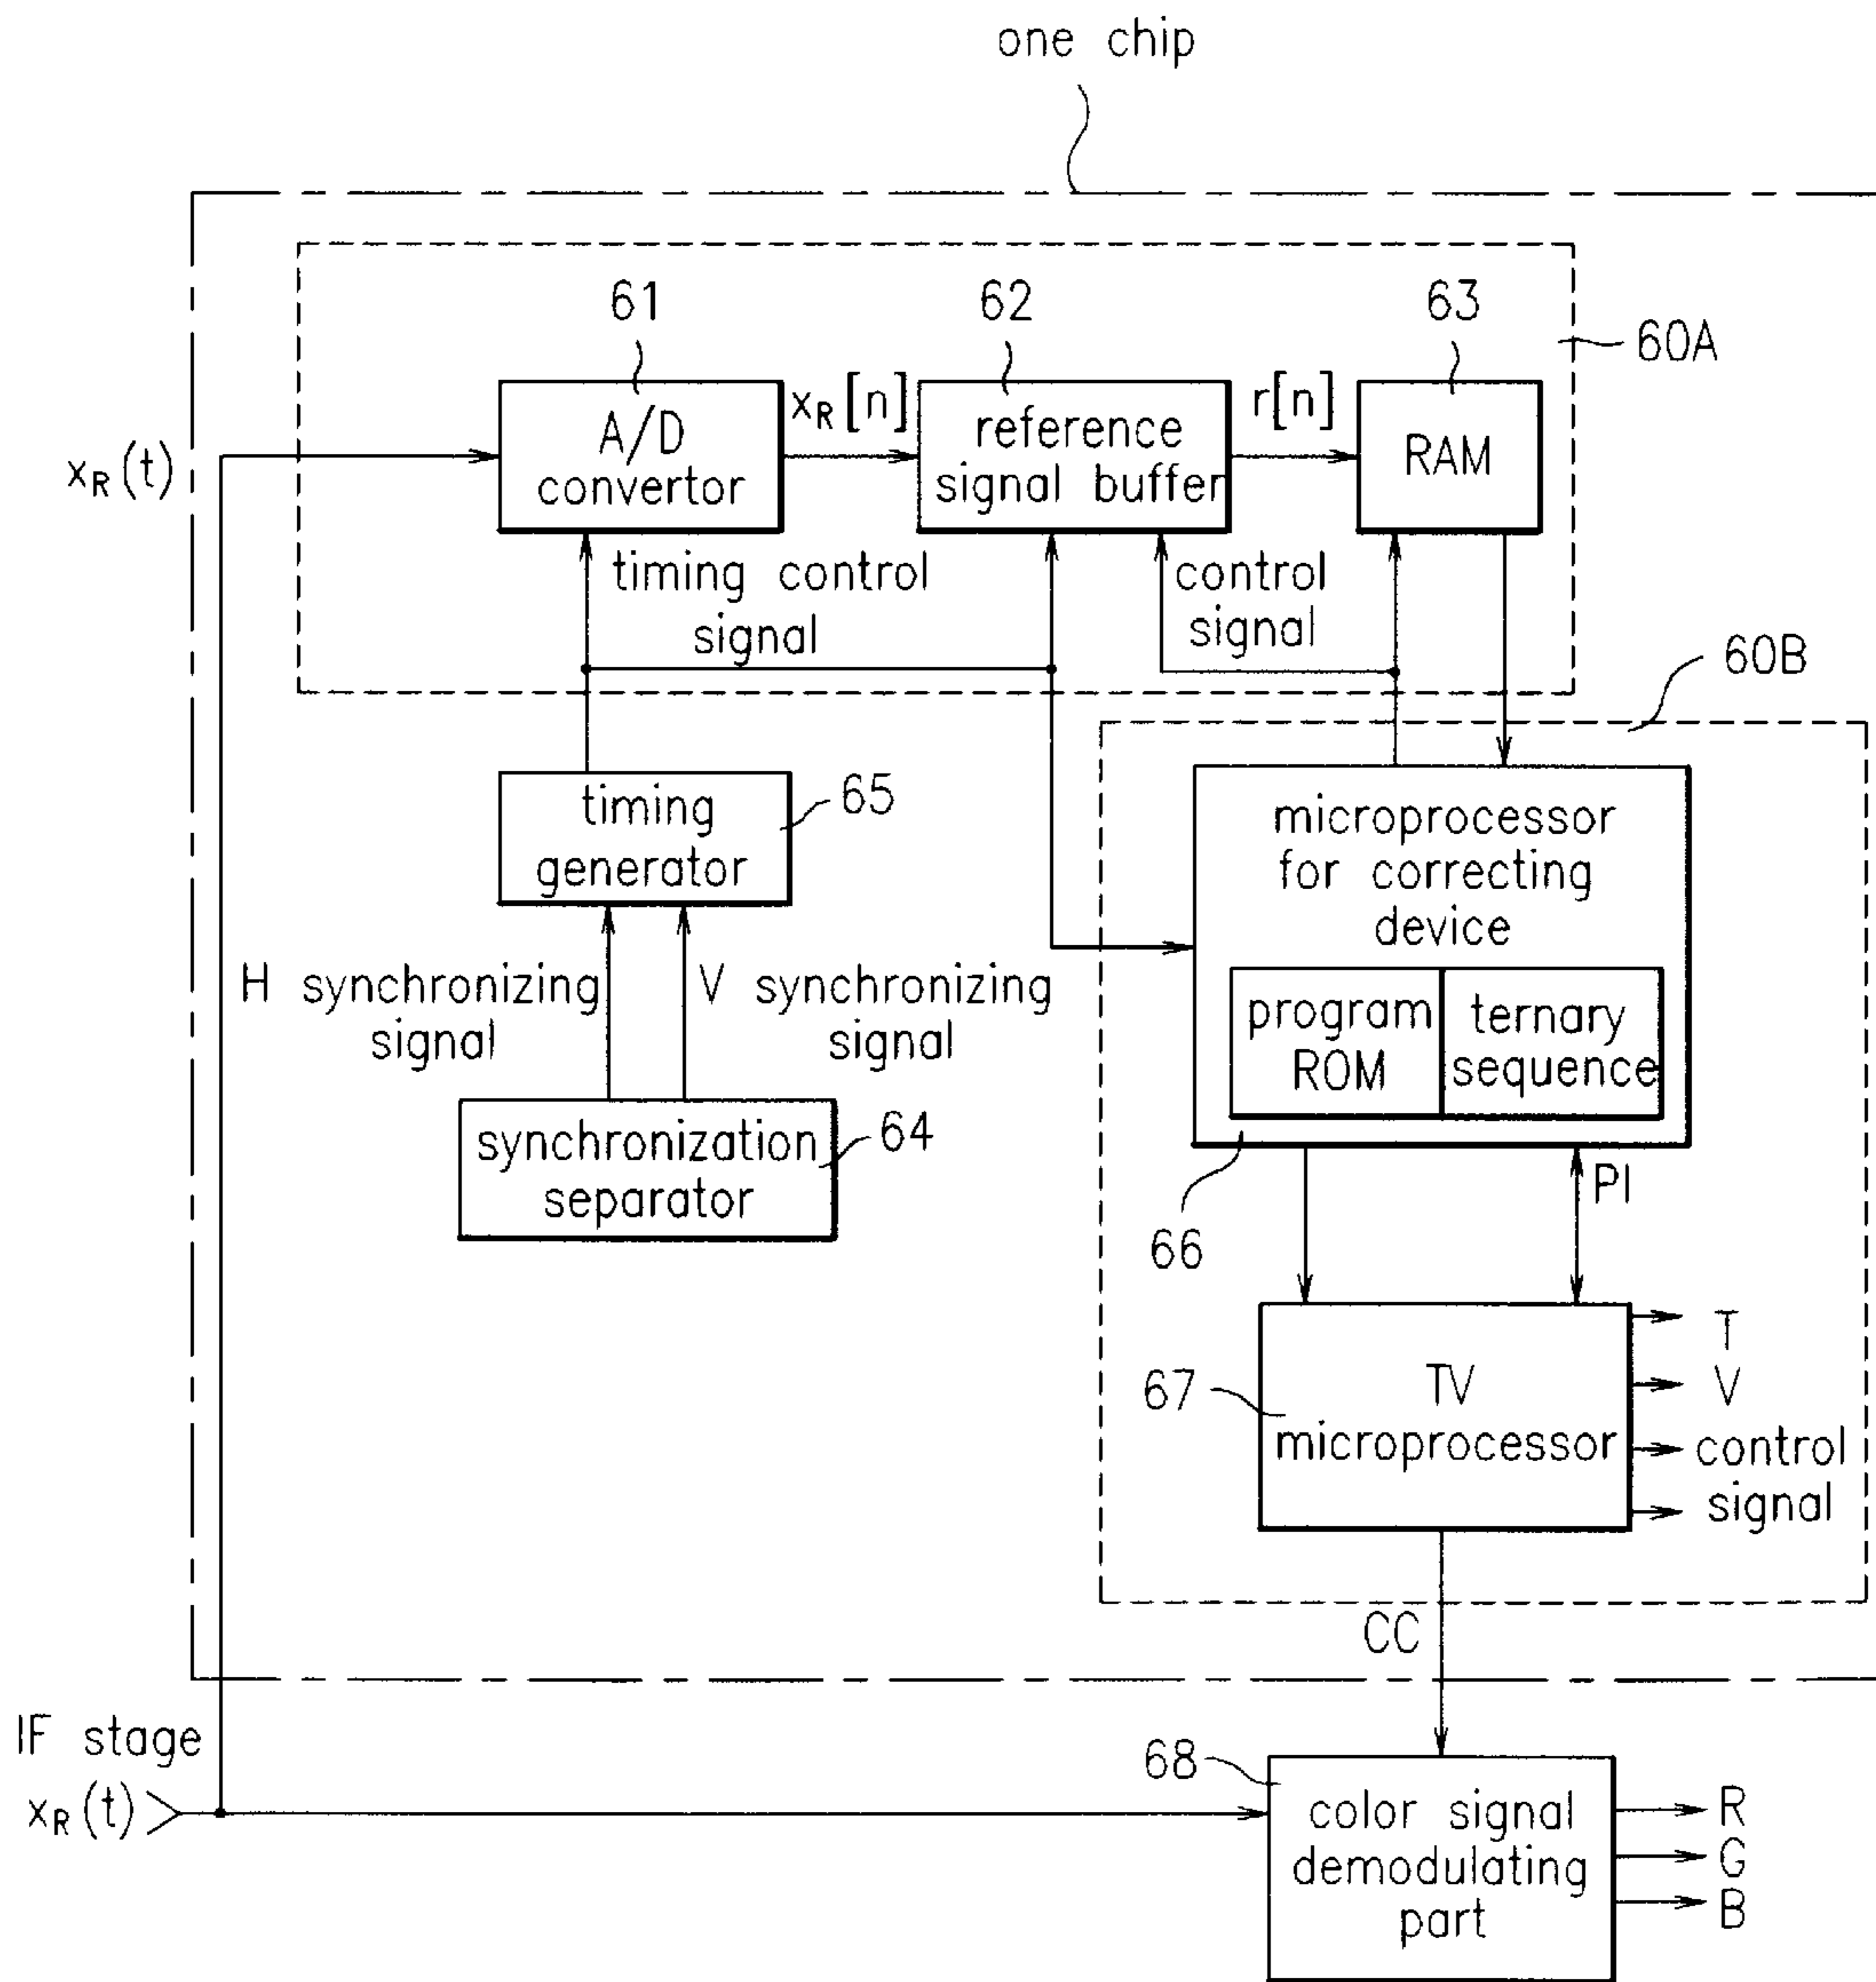 one chip
61
62
63
60A
x_R(t)
A/D
convertor
x_R[n]
reference
signal buffer
r[n]
RAM
timing control
signal
control
signal
60B
timing
generator
65
microprocessor
for correcting
device
program
ROM
ternary
sequence
H synchronizing
signal
V synchronizing
signal
synchronization
separator
64
66
PI
67
TV
microprocessor
T
V
control
signal
CC
IF stage
x_R(t)
68
color signal
demodulating
part
R
G
B